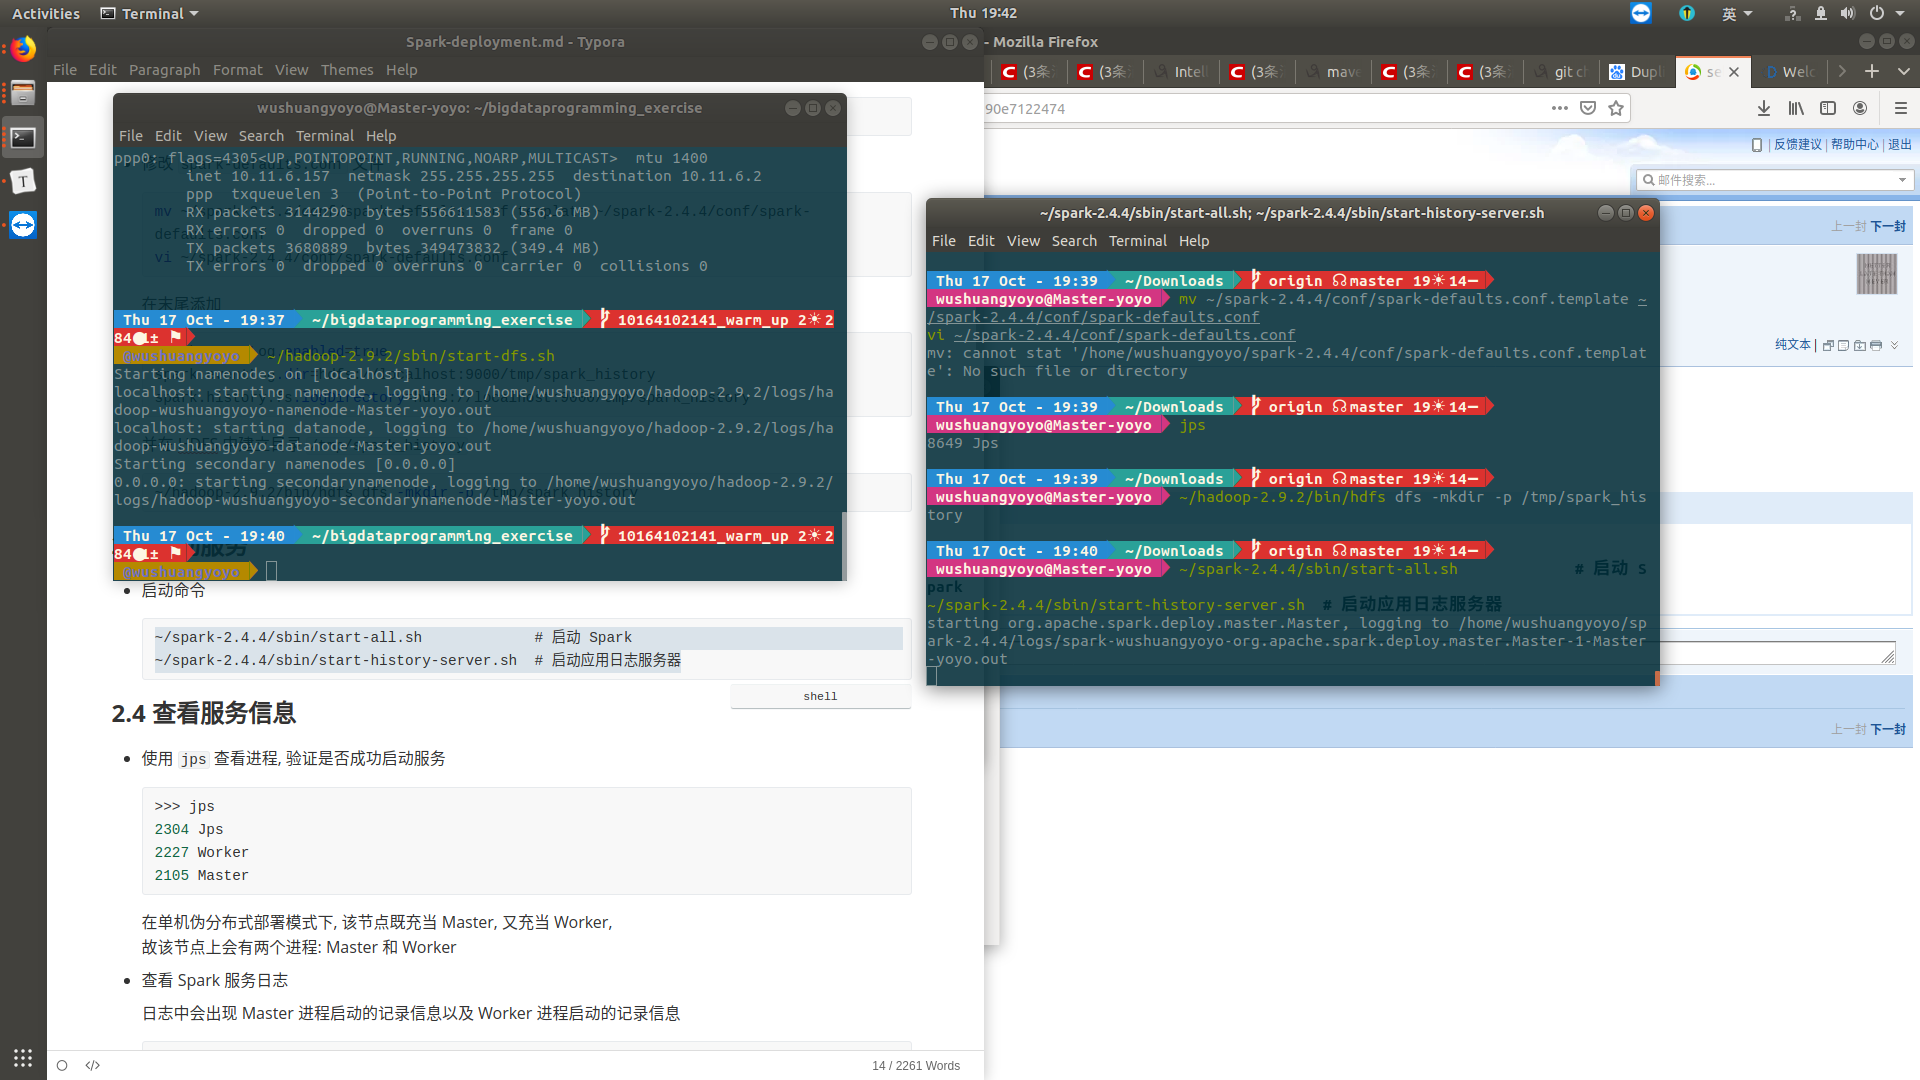 Activities
Terminal
Thu 19:42
英
Spark-deployment.md - Typora
- Mozilla Firefox
File Edit Paragraph Format View Themes Help
(3条
(3条
Intell
(3条
mave
(3条
(3条
git ch
Dupl
se
Welc
90e7122474
反馈建议 | 帮助中心 | 退出
邮件搜索...
上一封 下一封
纯文本 |
上一封 下一封
wushuangyoyo@Master-yoyo: ~/bigdataprogramming_exercise
File Edit View Search Terminal Help
ppp0: flags=4305<UP,POINTOPOINT,RUNNING,NOARP,MULTICAST>  mtu 1400
inet 10.11.6.157  netmask 255.255.255.255  destination 10.11.6.2
ppp  txqueuelen 3  (Point-to-Point Protocol)
RX packets 3144290  bytes 556611583 (556.6 MB)
RX errors 0  dropped 0  overruns 0  frame 0
TX packets 3680889  bytes 349473832 (349.4 MB)
TX errors 0  dropped 0 overruns 0  carrier 0  collisions 0
在末尾添加
Thu 17 Oct - 19:37  ~/bigdataprogramming_exercise  10164102141_warm_up 2☀2
84●1± ⚑
@wushuangyoyo  ~/hadoop-2.9.2/sbin/start-dfs.sh
Starting namenodes on [localhost]
localhost: starting namenode, logging to /home/wushuangyoyo/hadoop-2.9.2/logs/ha
doop-wushuangyoyo-namenode-Master-yoyo.out
localhost: starting datanode, logging to /home/wushuangyoyo/hadoop-2.9.2/logs/ha
doop-wushuangyoyo-datanode-Master-yoyo.out
Starting secondary namenodes [0.0.0.0]
0.0.0.0: starting secondarynamenode, logging to /home/wushuangyoyo/hadoop-2.9.2/
logs/hadoop-wushuangyoyo-secondarynamenode-Master-yoyo.out
Thu 17 Oct - 19:40  ~/bigdataprogramming_exercise  10164102141_warm_up 2☀2
84●1± ⚑
@wushuangyoyo
~/spark-2.4.4/sbin/start-all.sh; ~/spark-2.4.4/sbin/start-history-server.sh
File Edit View Search Terminal Help
Thu 17 Oct - 19:39  ~/Downloads  origin ☊master 19☀14−
wushuangyoyo@Master-yoyo  mv ~/spark-2.4.4/conf/spark-defaults.conf.template ~
/spark-2.4.4/conf/spark-defaults.conf
vi ~/spark-2.4.4/conf/spark-defaults.conf
mv: cannot stat '/home/wushuangyoyo/spark-2.4.4/conf/spark-defaults.conf.templat
e': No such file or directory
Thu 17 Oct - 19:39  ~/Downloads  origin ☊master 19☀14−
wushuangyoyo@Master-yoyo  jps
8649 Jps
Thu 17 Oct - 19:39  ~/Downloads  origin ☊master 19☀14−
wushuangyoyo@Master-yoyo  ~/hadoop-2.9.2/bin/hdfs dfs -mkdir -p /tmp/spark_his
tory
Thu 17 Oct - 19:40  ~/Downloads  origin ☊master 19☀14−
wushuangyoyo@Master-yoyo  ~/spark-2.4.4/sbin/start-all.sh             # 启动 S
park
~/spark-2.4.4/sbin/start-history-server.sh  # 启动应用日志服务器
starting org.apache.spark.deploy.master.Master, logging to /home/wushuangyoyo/sp
ark-2.4.4/logs/spark-wushuangyoyo-org.apache.spark.deploy.master.Master-1-Master
-yoyo.out
启动命令
~/spark-2.4.4/sbin/start-all.sh             # 启动 Spark
~/spark-2.4.4/sbin/start-history-server.sh  # 启动应用日志服务器
shell
2.4 查看服务信息
使用 jps 查看进程, 验证是否成功启动服务
>>> jps
2304 Jps
2227 Worker
2105 Master
在单机伪分布式部署模式下, 该节点既充当 Master, 又充当 Worker,
故该节点上会有两个进程: Master 和 Worker
查看 Spark 服务日志
日志中会出现 Master 进程启动的记录信息以及 Worker 进程启动的记录信息
14 / 2261 Words